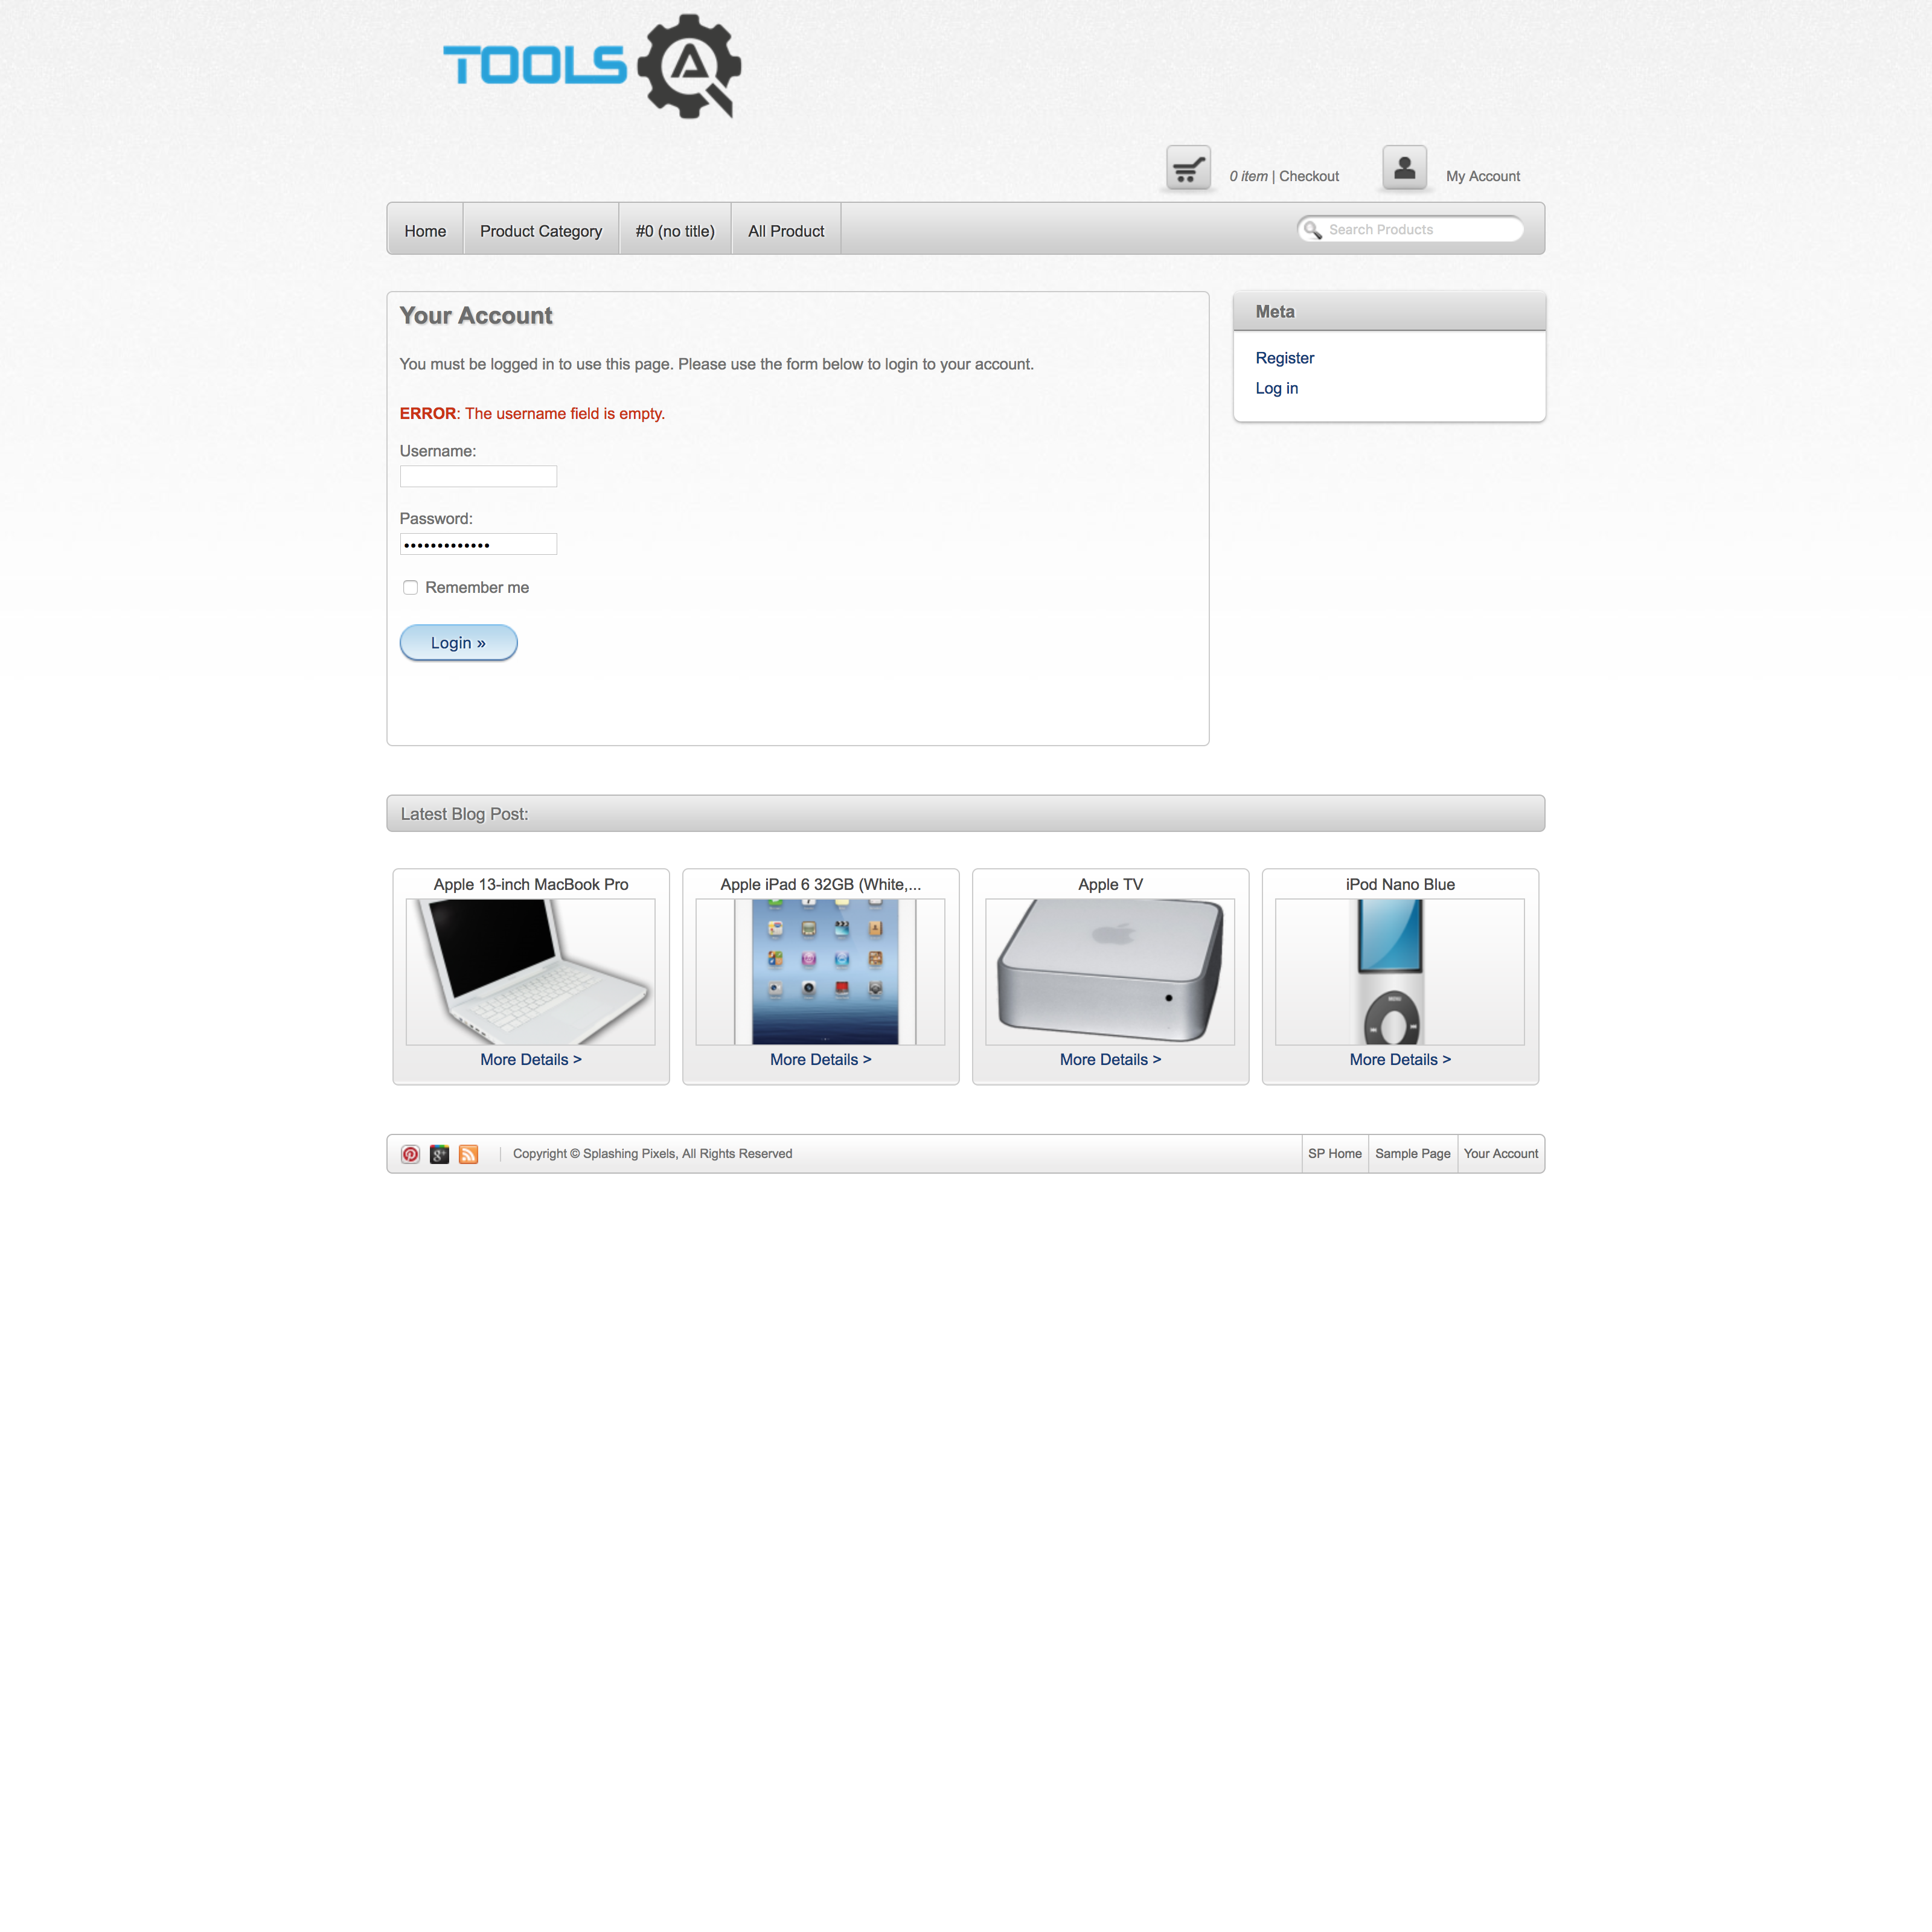 TOOLS QA
0 item | Checkout
My Account
Home
Product Category
#0 (no title)
All Product
Search Products
Your Account
You must be logged in to use this page. Please use the form below to login to your account.
ERROR: The username field is empty.
Username:
Password:
Remember me
Login »
Meta
Register
Log in
Latest Blog Post:
Apple 13-inch MacBook Pro
More Details >
Apple iPad 6 32GB (White,...
More Details >
Apple TV
More Details >
iPod Nano Blue
MENU
More Details >
g+
Copyright © Splashing Pixels, All Rights Reserved
SP Home
Sample Page
Your Account